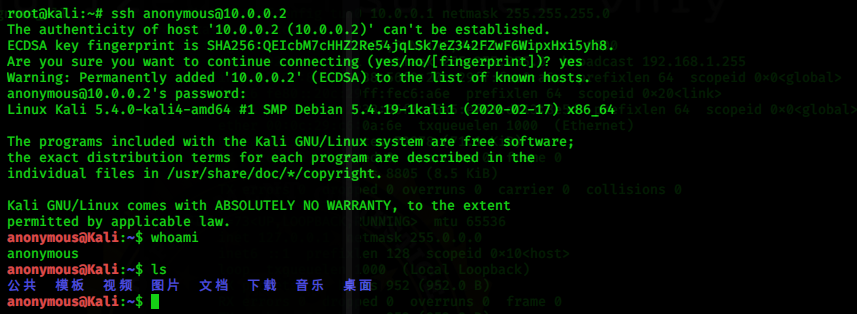 root@kali:~# ssh anonymous@10.0.0.2
The authenticity of host '10.0.0.2 (10.0.0.2)' can't be established.
ECDSA key fingerprint is SHA256:QEIcbM7cHHZ2Re54jqLSk7eZ342FZwF6WipxHxi5yh8.
Are you sure you want to continue connecting (yes/no/[fingerprint])? yes
Warning: Permanently added '10.0.0.2' (ECDSA) to the list of known hosts.
anonymous@10.0.0.2's password:
Linux Kali 5.4.0-kali4-amd64 #1 SMP Debian 5.4.19-1kali1 (2020-02-17) x86_64
The programs included with the Kali GNU/Linux system are free software;
the exact distribution terms for each program are described in the
individual files in /usr/share/doc/*/copyright.
Kali GNU/Linux comes with ABSOLUTELY NO WARRANTY, to the extent
permitted by applicable law.
anonymous@Kali:~$ whoami
anonymous
anonymous@Kali:~$ ls
公共 模板 视频 图片 文档 下载 音乐 桌面
anonymous@Kali:~$